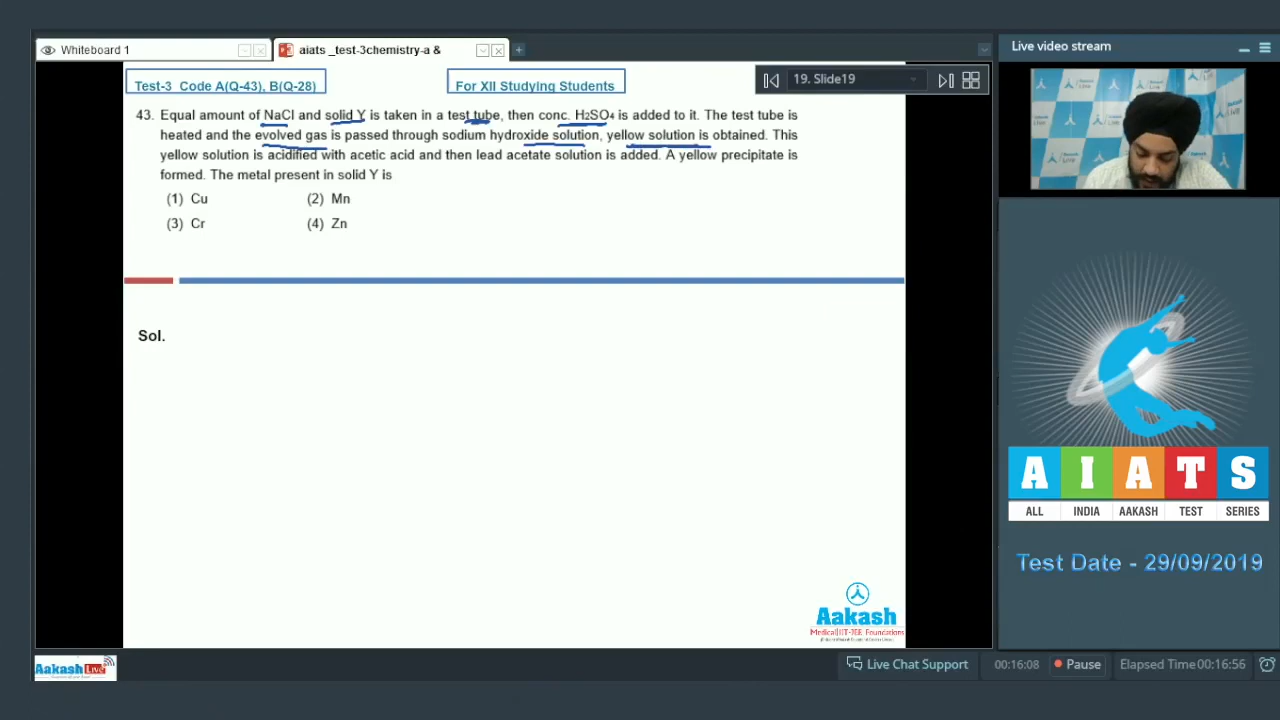 Whiteboard 1
aiats _test-3chemistry-a &
Live video stream
Test-3 Code A(Q-43), B(Q-28)
For XII Studying Students
19. Slide19
43. Equal amount of NaCl and solid Y is taken in a test tube, then conc. H2SO4 is added to it. The test tube is
heated and the evolved gas is passed through sodium hydroxide solution, yellow solution is obtained. This
yellow solution is acidified with acetic acid and then lead acetate solution is added. A yellow precipitate is
formed. The metal present in solid Y is
(1) Cu (2) Mn
(3) Cr (4) Zn
Sol.
A I A T S
ALL INDIA AAKASH TEST SERIES
Test Date - 29/09/2019
Aakash
Medical|IIT-JEE|Foundations
Aakash Live
Live Chat Support
00:16:08
Pause
Elapsed Time 00:16:56